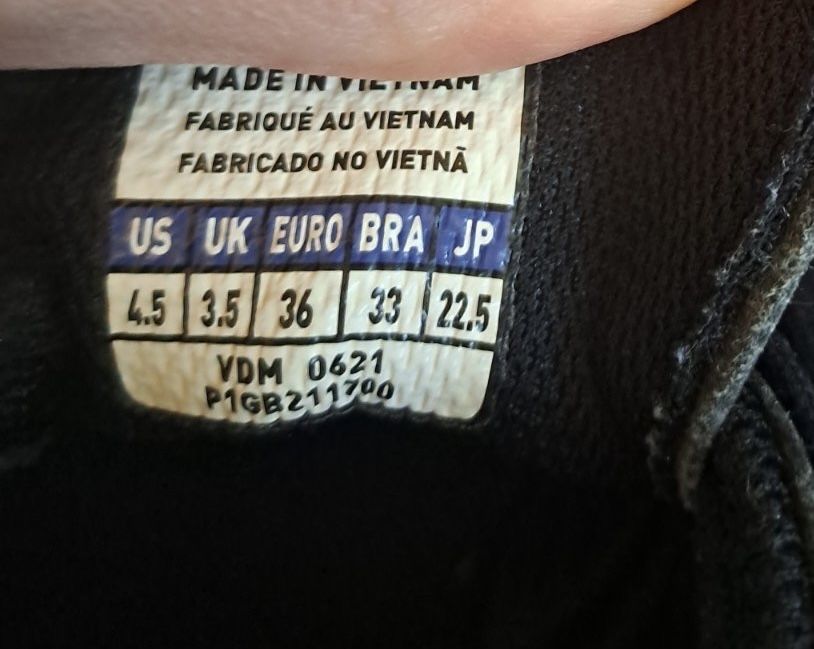 MADE IN VIETNAM
FABRIQUÉ AU VIETNAM
FABRICADO NO VIETNÃ
US UK EURO BRA JP
4.5 3.5 36 33 22.5
VDM 0621
P1GB211700